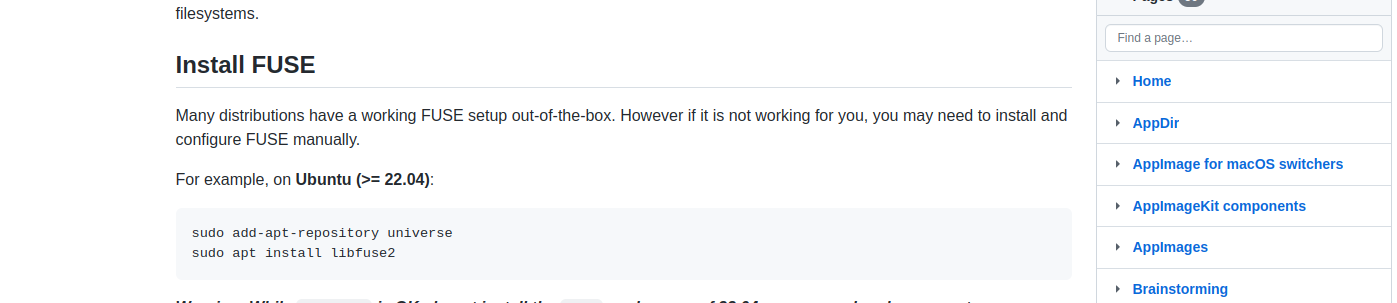 filesystems.
Install FUSE
Many distributions have a working FUSE setup out-of-the-box. However if it is not working for you, you may need to install and
configure FUSE manually.
For example, on Ubuntu (>= 22.04):
sudo add-apt-repository universe
sudo apt install libfuse2
Find a page…
Home
AppDir
AppImage for macOS switchers
AppImageKit components
AppImages
Brainstorming